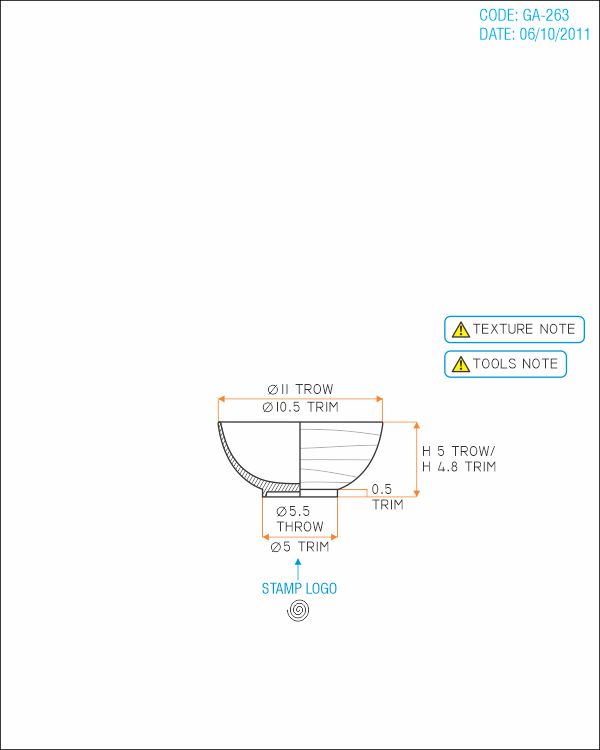 CODE: GA-263
DATE: 06/10/2011
TEXTURE NOTE
TOOLS NOTE
Ø11 TROW
Ø10.5 TRIM
H 5 TROW/
H 4.8 TRIM
0.5
TRIM
Ø5.5
THROW
Ø5 TRIM
STAMP LOGO